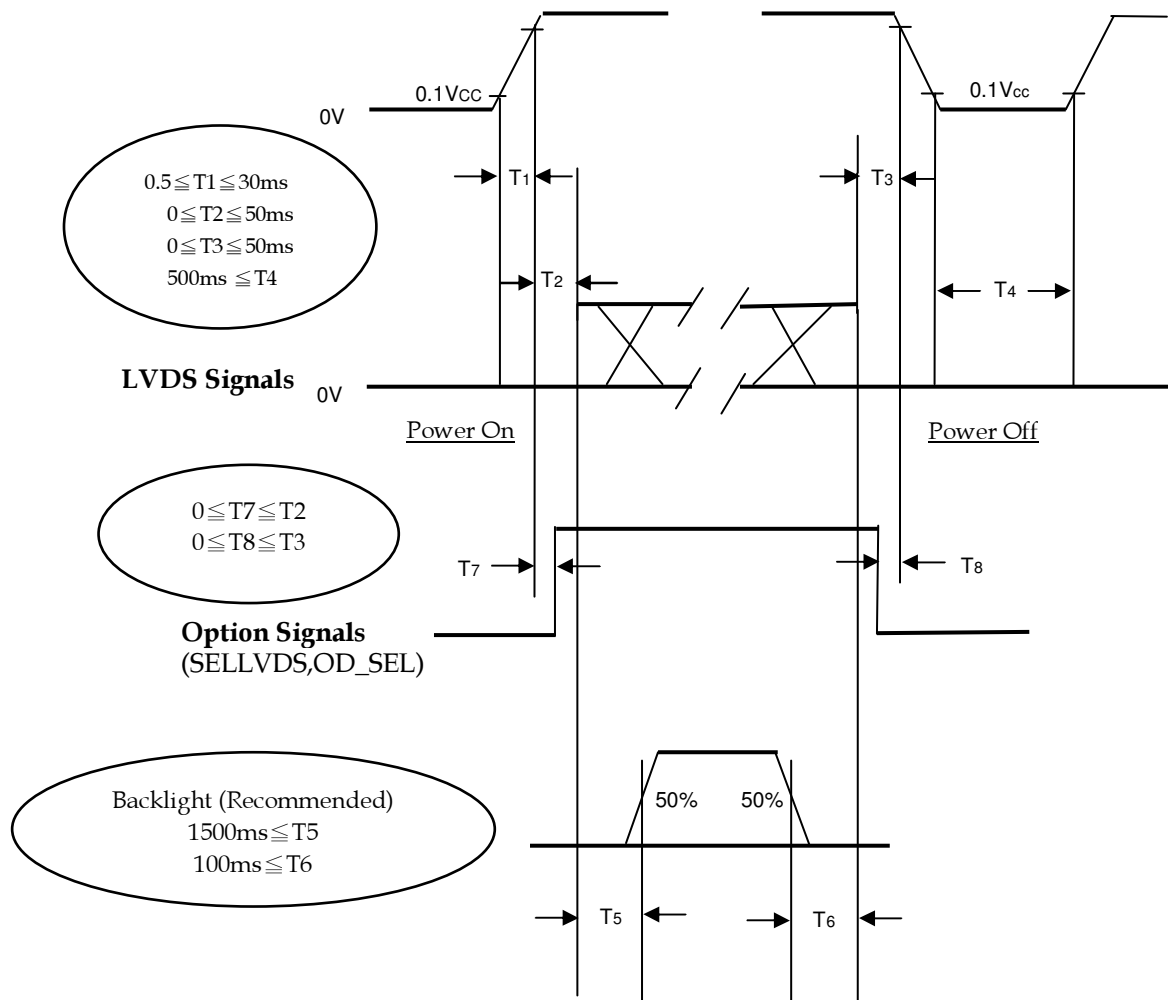 0.1VCC
0.1Vcc
0V
T1
T3
0.5≦T1≦30ms
0≦T2≦50ms
0≦T3≦50ms
500ms ≦T4
T2
T4
LVDS Signals
0V
Power On
Power Off
0≦T7≦T2
0≦T8≦T3
T7
T8
Option Signals
(SELLVDS,OD_SEL)
Backlight (Recommended)
1500ms≦T5
100ms≦T6
50%
50%
T5
T6